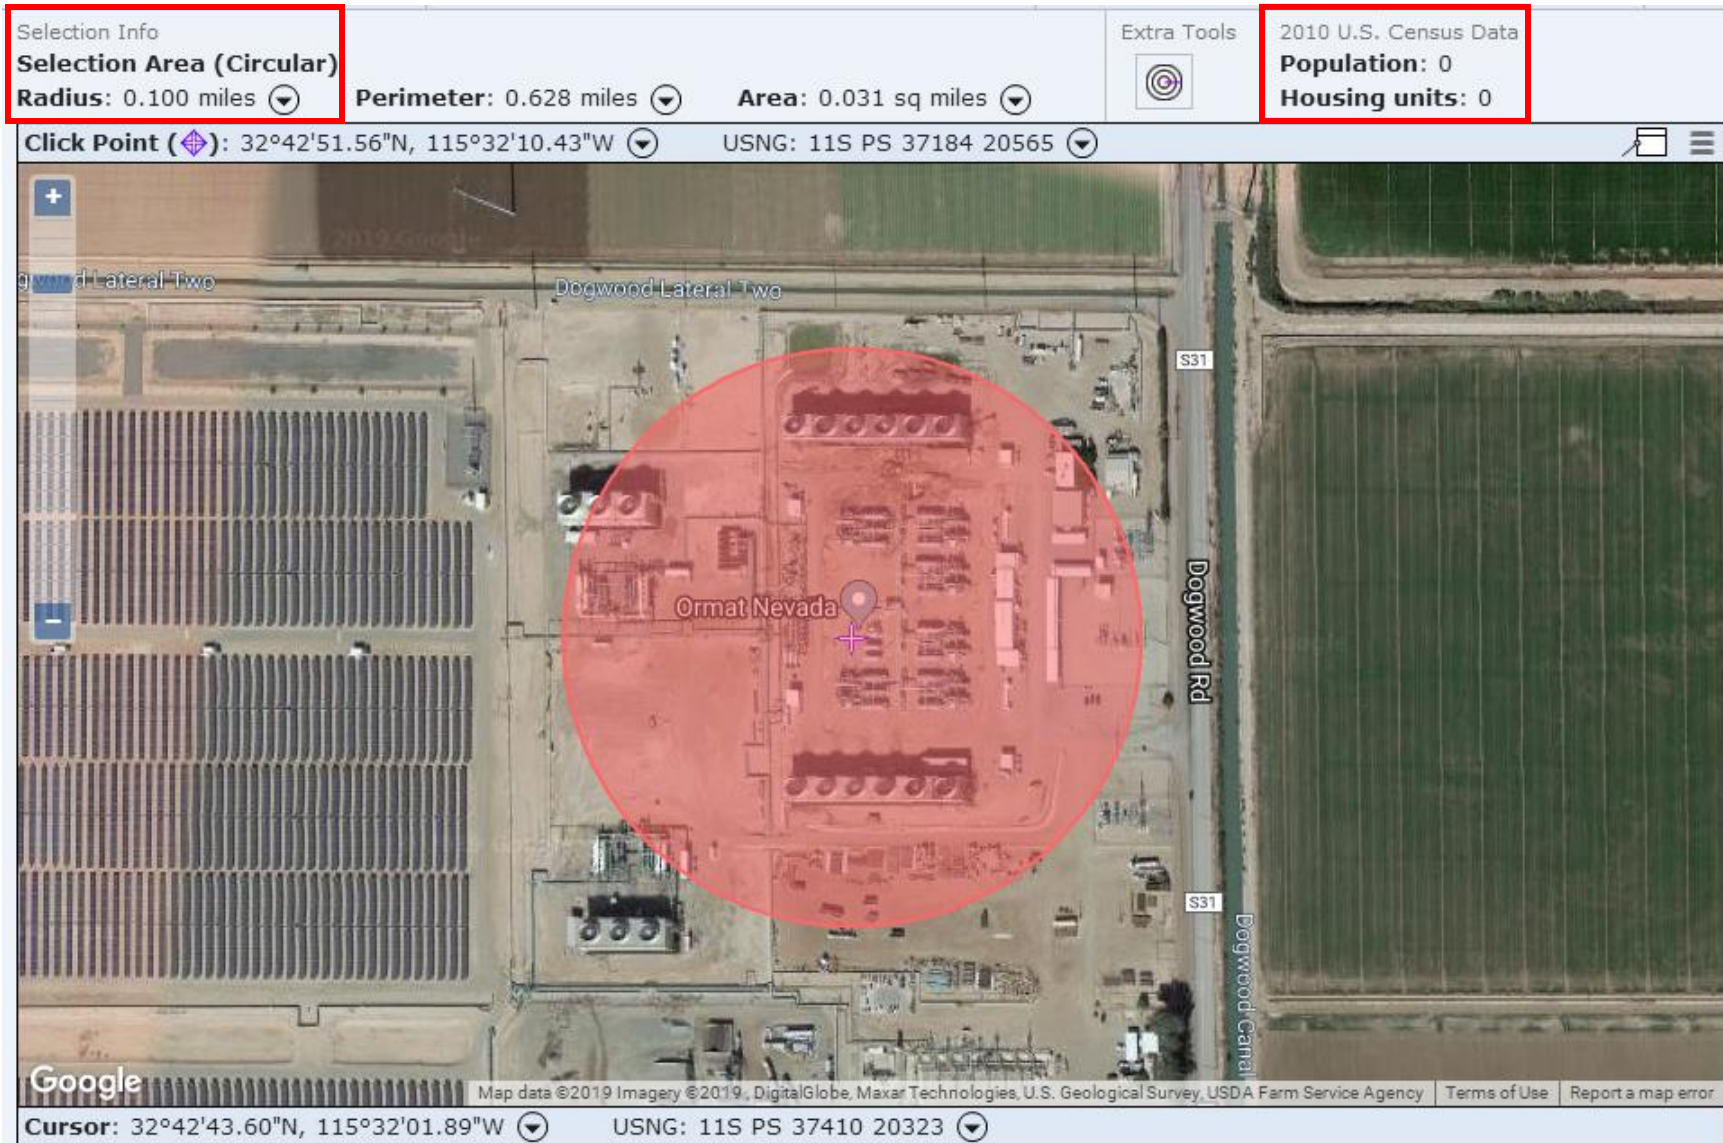 Selection Info
Selection Area (Circular)
Radius: 0.100 miles
Perimeter: 0.628 miles
Area: 0.031 sq miles
Extra Tools
2010 U.S. Census Data
Population: 0
Housing units: 0
Click Point ( ): 32°42'51.56"N, 115°32'10.43"W
USNG: 11S PS 37184 20565
+
2019 Google
d Lateral Two
Dogwood Lateral Two
S31
Ormat Nevada
Dogwood Rd
−
S31
Dogwood Canal
Google
Map data ©2019 Imagery ©2019 , DigitalGlobe, Maxar Technologies, U.S. Geological Survey, USDA Farm Service Agency
Terms of Use
Report a map error
Cursor: 32°42'43.60"N, 115°32'01.89"W
USNG: 11S PS 37410 20323